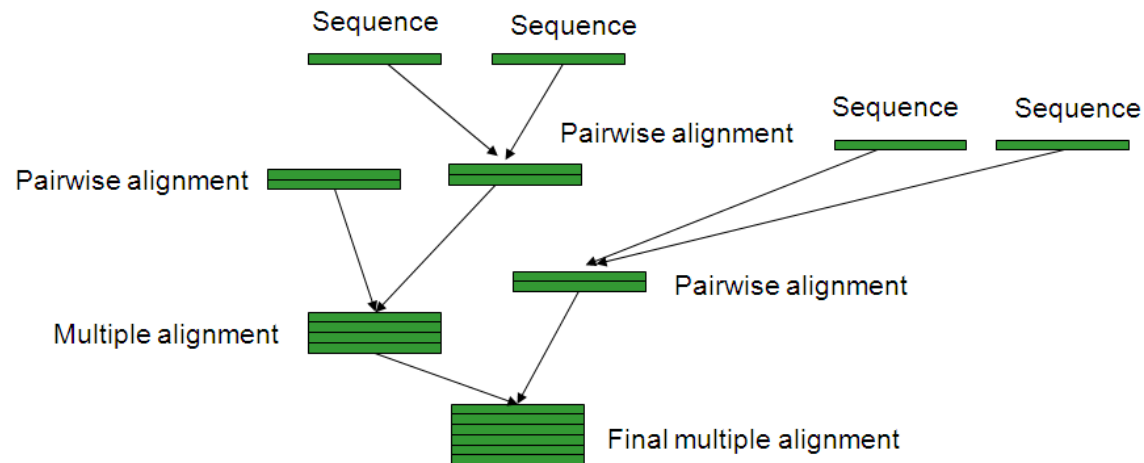 Sequence
Sequence
Sequence
Sequence
Pairwise alignment
Pairwise alignment
Pairwise alignment
Multiple alignment
Final multiple alignment